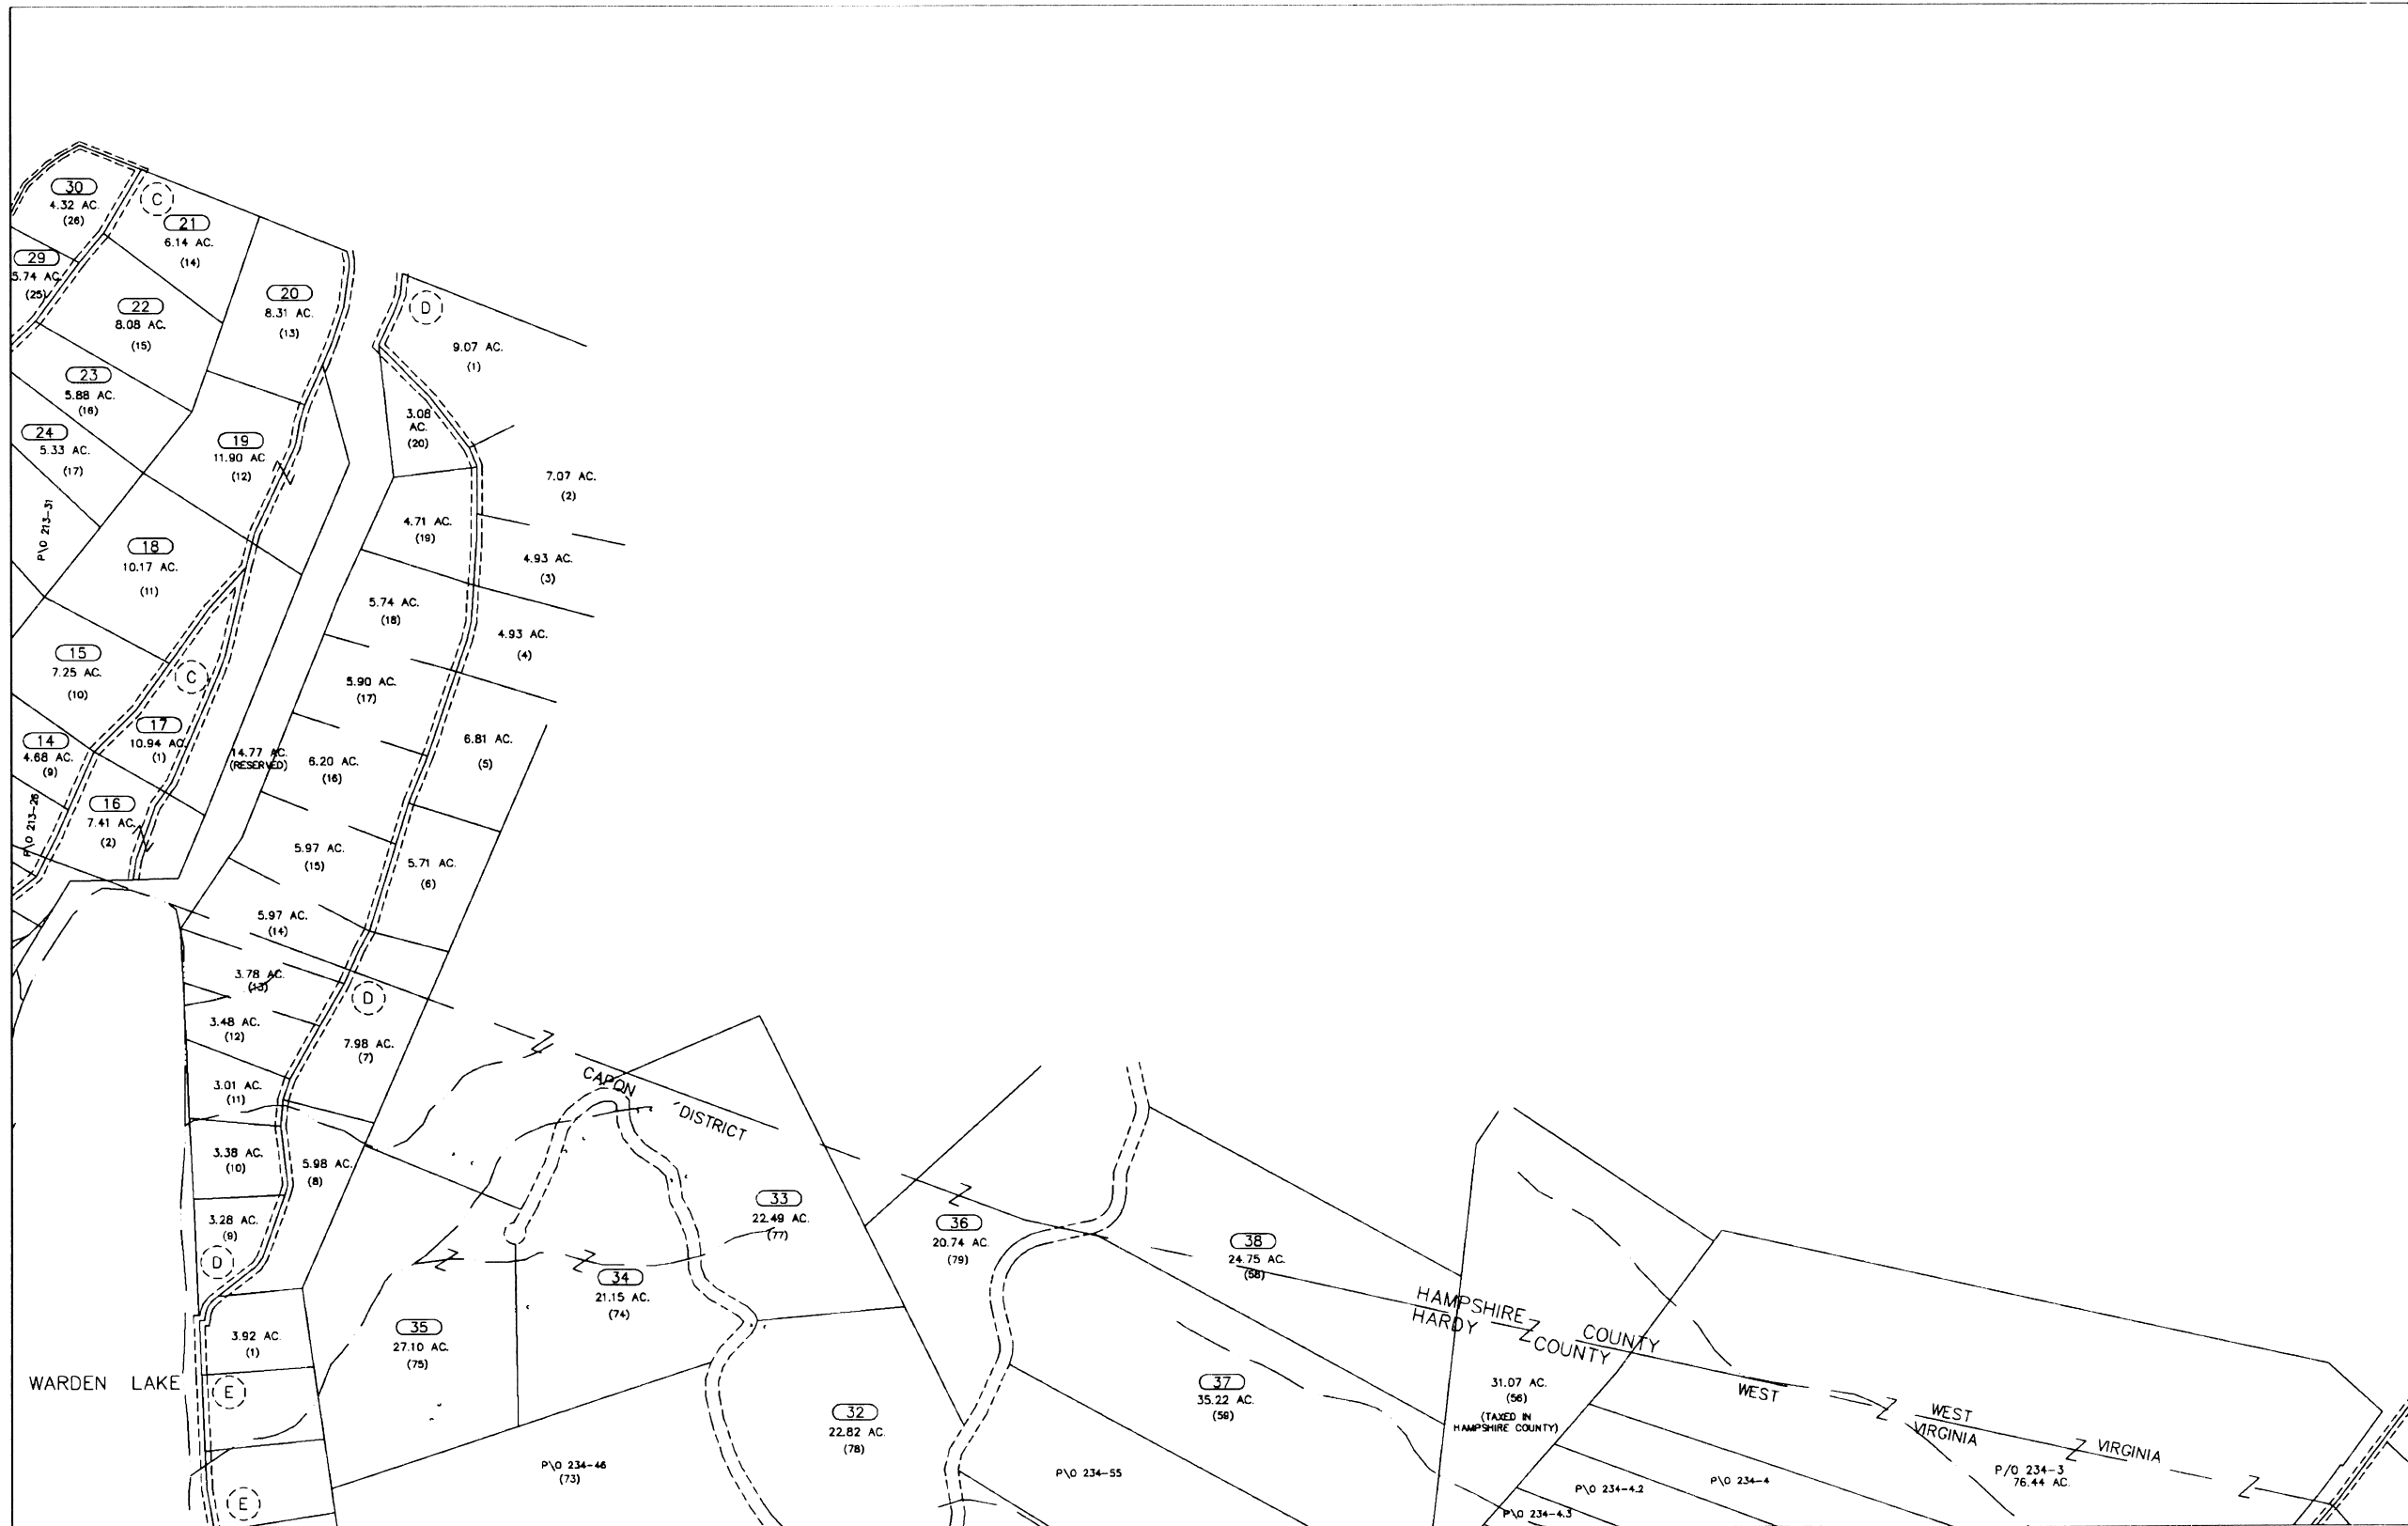 30
4.32 AC.
(26)
C
21
6.14 AC.
(14)
29
5.74 AC.
(25)
22
8.08 AC.
(15)
20
8.31 AC.
(13)
D
9.07 AC.
(1)
23
5.88 AC.
(16)
3.08
AC.
(20)
24
5.33 AC.
(17)
19
11.90 AC
(12)
7.07 AC.
(2)
P\O 213-31
4.71 AC.
(19)
18
10.17 AC.
(11)
4.93 AC.
(3)
5.74 AC.
(18)
4.93 AC.
(4)
15
7.25 AC.
(10)
C
5.90 AC.
(17)
14
4.68 AC.
(9)
17
10.94 AC.
(1)
14.77 AC.
(RESERVED)
6.20 AC.
(16)
6.81 AC.
(5)
P\O 213-26
16
7.41 AC.
(2)
5.97 AC.
(15)
5.71 AC.
(6)
5.97 AC.
(14)
3.78 AC.
(13)
D
3.48 AC.
(12)
7.98 AC.
(7)
3.01 AC.
(11)
CAPON
DISTRICT
3.38 AC.
(10)
5.98 AC.
(8)
3.28 AC.
(9)
D
33
22.49 AC.
(77)
36
20.74 AC.
(79)
38
24.75 AC.
(58)
34
21.15 AC.
(74)
35
27.10 AC.
(75)
3.92 AC.
(1)
HAMPSHIRE COUNTY
HARDY COUNTY
WARDEN LAKE
E
37
35.22 AC.
(59)
31.07 AC.
(56)
(TAXED IN
HAMPSHIRE COUNTY)
WEST
WEST
VIRGINIA
VIRGINIA
32
22.82 AC.
(78)
P\O 234-46
(73)
P\O 234-55
P\O 234-4.2
P\O 234-4
P/O 234-3
76.44 AC.
E
P\O 234-4.3